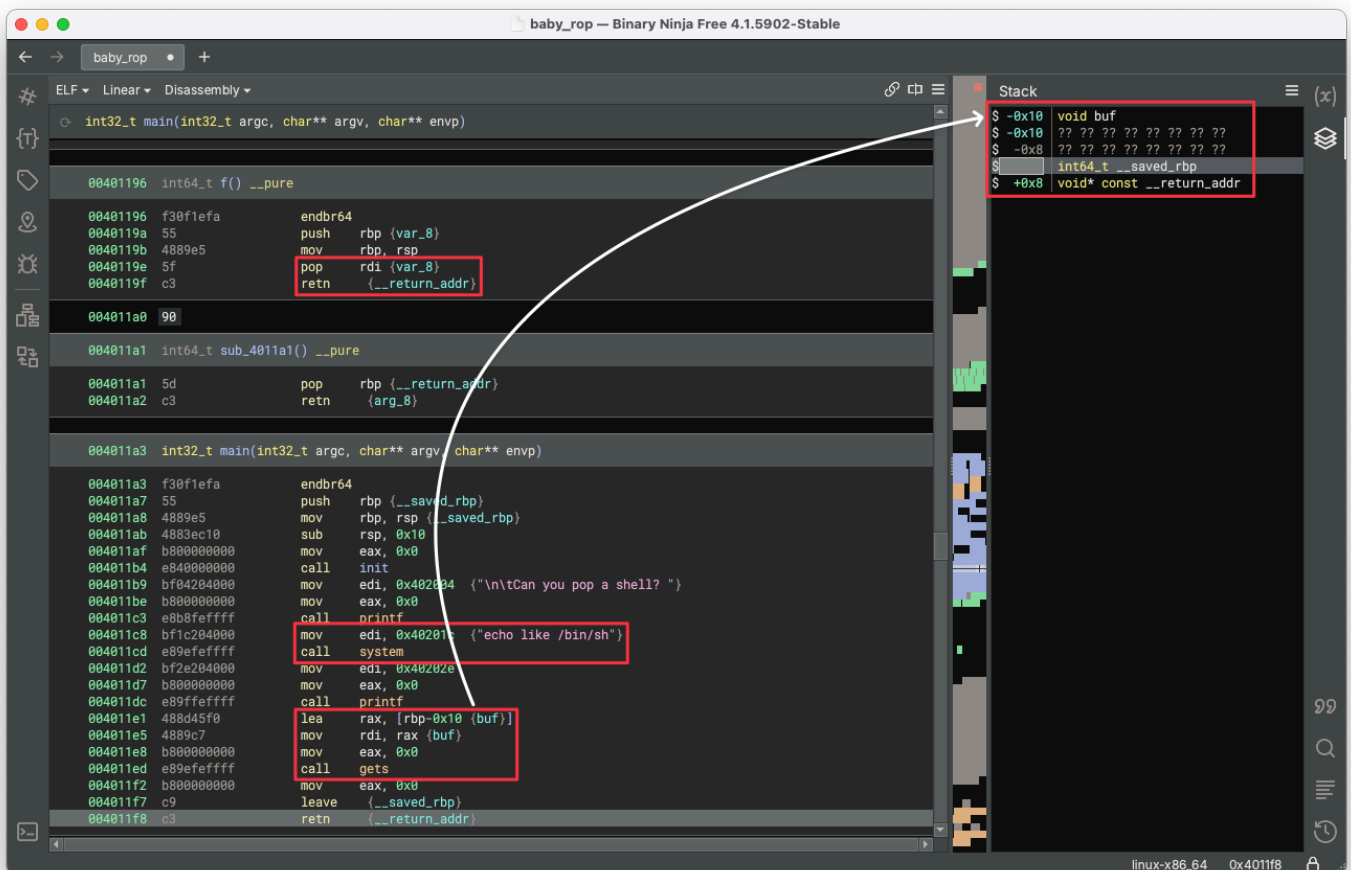 baby_rop — Binary Ninja Free 4.1.5902-Stable
baby_rop
ELF Linear Disassembly
int32_t main(int32_t argc, char** argv, char** envp)
00401196 int64_t f() __pure
00401196 f30f1efa endbr64
0040119a 55 push rbp {var_8}
0040119b 4889e5 mov rbp, rsp
0040119e 5f pop rdi {var_8}
0040119f c3 retn {__return_addr}
004011a0 90
004011a1 int64_t sub_4011a1() __pure
004011a1 5d pop rbp {__return_addr}
004011a2 c3 retn {arg_8}
004011a3 int32_t main(int32_t argc, char** argv, char** envp)
004011a3 f30f1efa endbr64
004011a7 55 push rbp {__saved_rbp}
004011a8 4889e5 mov rbp, rsp {__saved_rbp}
004011ab 4883ec10 sub rsp, 0x10
004011af b800000000 mov eax, 0x0
004011b4 e840000000 call init
004011b9 bf04204000 mov edi, 0x402004 {"\n\tCan you pop a shell? "}
004011be b800000000 mov eax, 0x0
004011c3 e8b8feffff call printf
004011c8 bf1c204000 mov edi, 0x40201c {"echo like /bin/sh"}
004011cd e89efeffff call system
004011d2 bf2e204000 mov edi, 0x40202e
004011d7 b800000000 mov eax, 0x0
004011dc e89ffeffff call printf
004011e1 488d45f0 lea rax, [rbp-0x10 {buf}]
004011e5 4889c7 mov rdi, rax {buf}
004011e8 b800000000 mov eax, 0x0
004011ed e89efeffff call gets
004011f2 b800000000 mov eax, 0x0
004011f7 c9 leave {__saved_rbp}
004011f8 c3 retn {__return_addr}
Stack
$ -0x10 void buf
$ -0x10 ?? ?? ?? ?? ?? ?? ?? ??
$ -0x8 ?? ?? ?? ?? ?? ?? ?? ??
$ int64_t __saved_rbp
$ +0x8 void* const __return_addr
linux-x86_64 0x4011f8